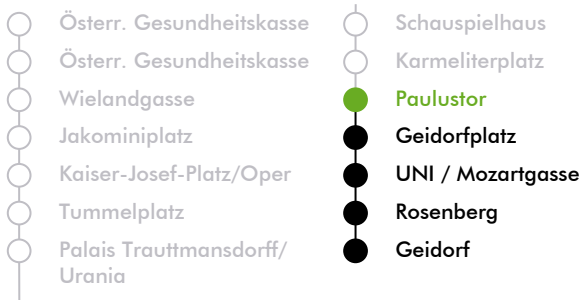 Österr. Gesundheitskasse
Österr. Gesundheitskasse
Wielandgasse
Jakominiplatz
Kaiser-Josef-Platz/Oper
Tummelplatz
Palais Trauttmansdorff/
Urania
Schauspielhaus
Karmeliterplatz
Paulustor
Geidorfplatz
UNI / Mozartgasse
Rosenberg
Geidorf